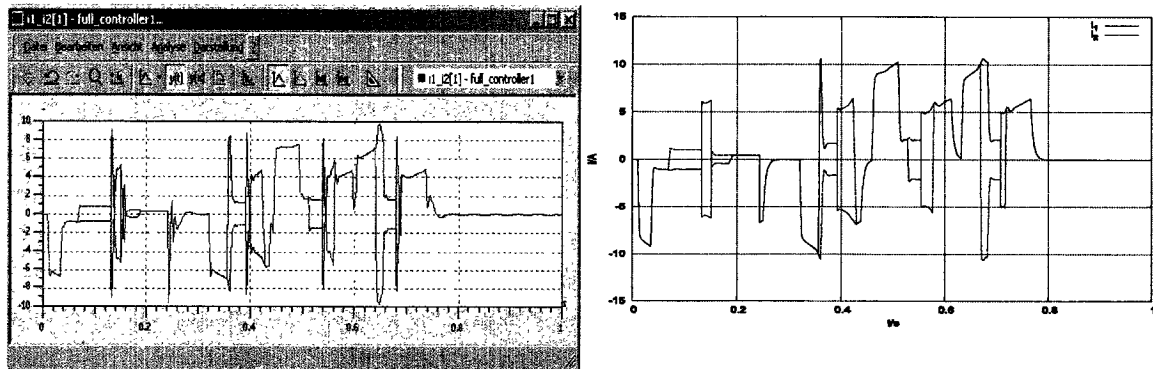 i1_i2[1] - full_controller1...
Datei Bearbeiten Ansicht Analyse Darstellung ?
y(t)
i1_i2[1] - full_controller1
10
8
6
4
2
0
-2
-4
-6
-8
-10
0 0.2 0.4 0.6 0.8 1
15
10
5
0
-5
-10
-15
I/A
0 0.2 0.4 0.6 0.8 1
t/s